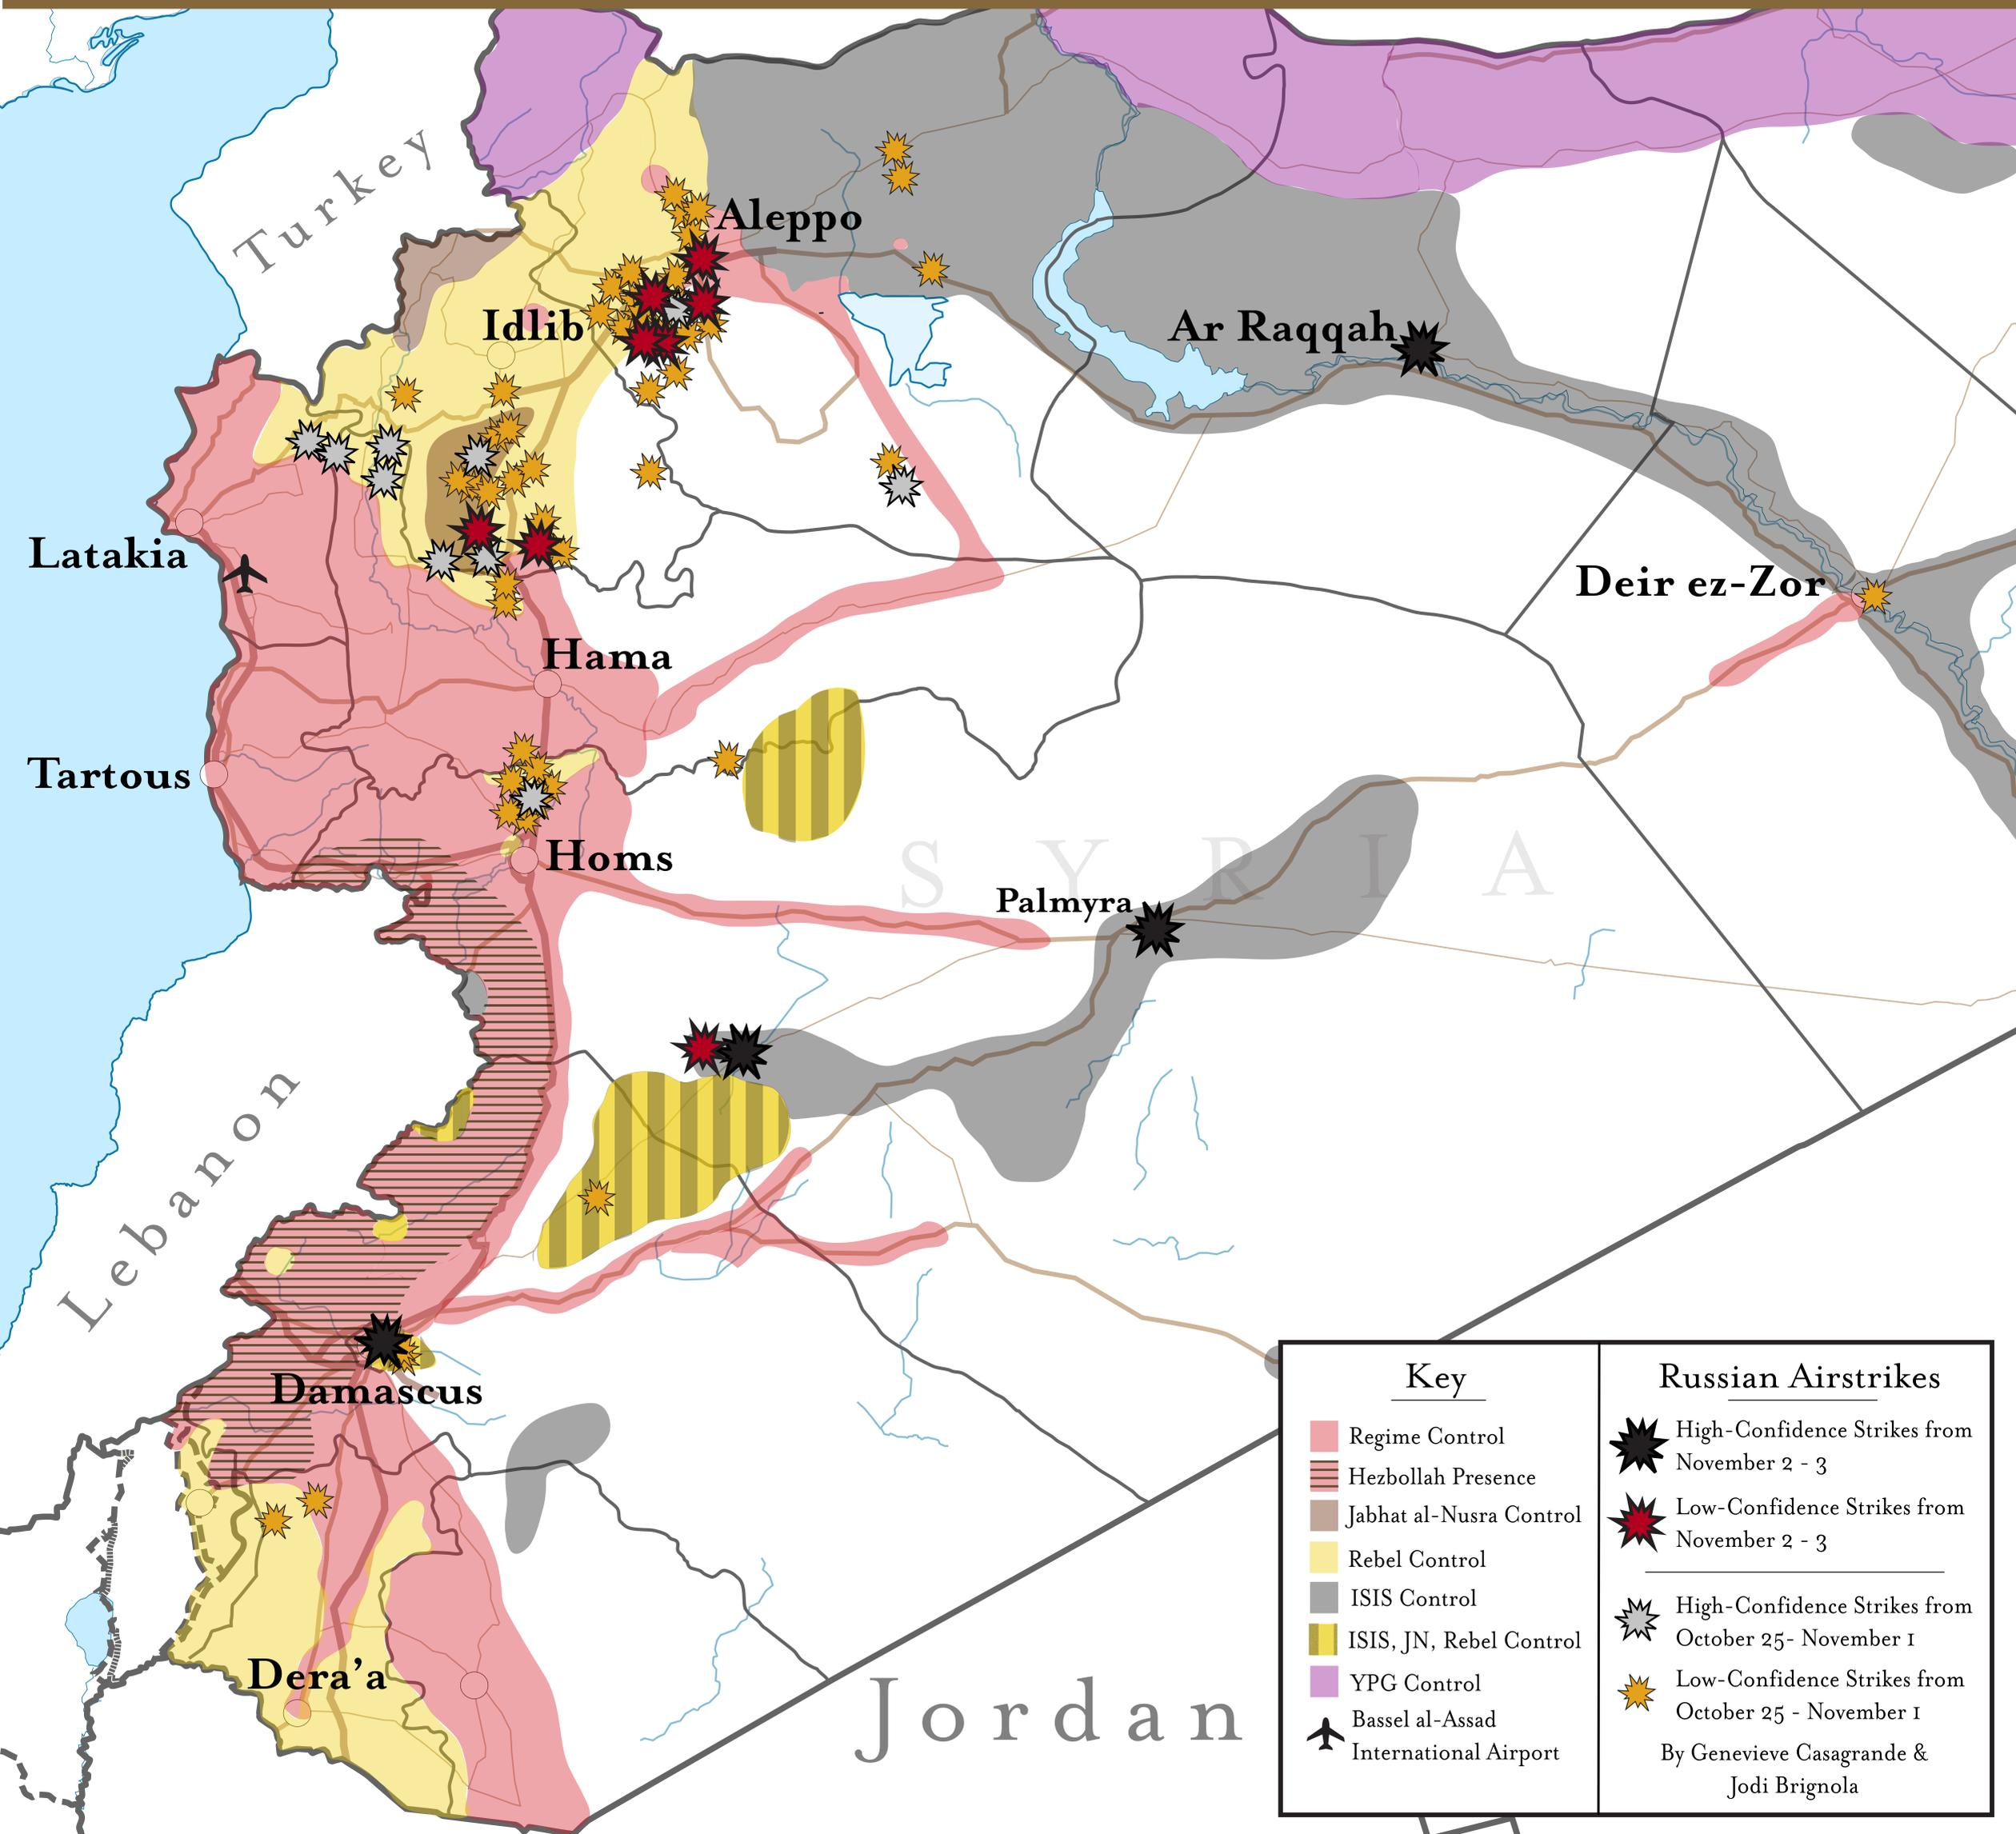 Turkey
Aleppo
Idlib
Ar Raqqah
Latakia
Deir ez-Zor
Hama
Tartous
Homs
SYRIA
Palmyra
Lebanon
Damascus
Dera’a
Jordan
Key
Regime Control
Hezbollah Presence
Jabhat al-Nusra Control
Rebel Control
ISIS Control
ISIS, JN, Rebel Control
YPG Control
Bassel al-Assad
International Airport
Russian Airstrikes
High-Confidence Strikes from
November 2 - 3
Low-Confidence Strikes from
November 2 - 3
High-Confidence Strikes from
October 25- November 1
Low-Confidence Strikes from
October 25 - November 1
By Genevieve Casagrande &
Jodi Brignola